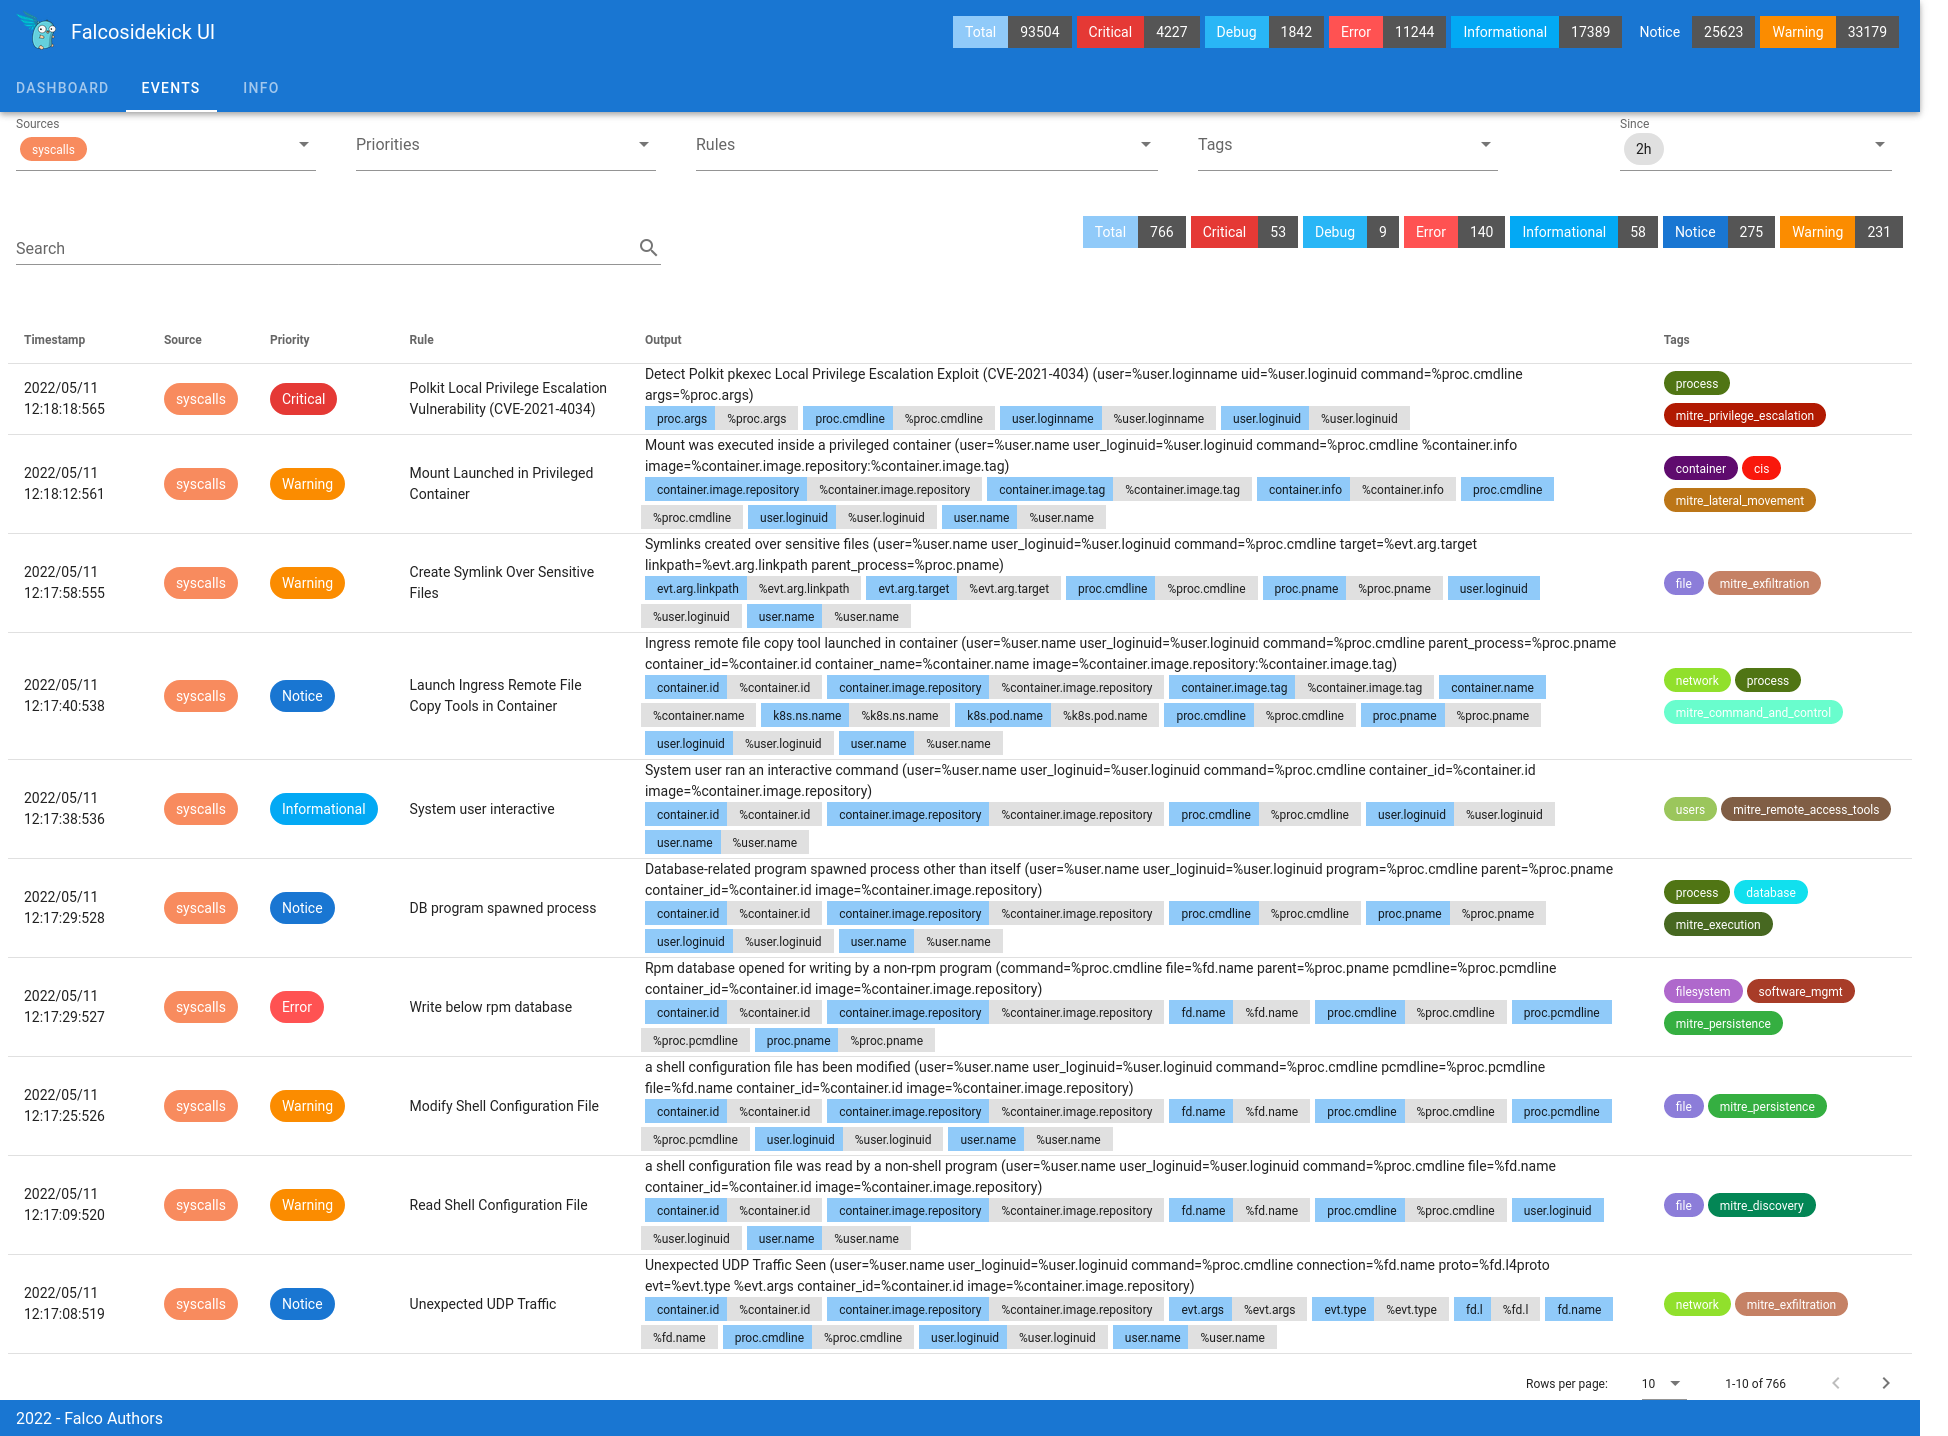 Falcosidekick UI
Total 93504 Critical 4227 Debug 1842 Error 11244 Informational 17389 Notice 25623 Warning 33179
DASHBOARD EVENTS INFO
Sources
syscalls
Priorities
Rules
Tags
Since
2h
Search
Total 766 Critical 53 Debug 9 Error 140 Informational 58 Notice 275 Warning 231
Timestamp Source Priority Rule Output Tags
2022/05/11
12:18:18:565
syscalls
Critical
Polkit Local Privilege Escalation
Vulnerability (CVE-2021-4034)
Detect Polkit pkexec Local Privilege Escalation Exploit (CVE-2021-4034) (user=%user.loginname uid=%user.loginuid command=%proc.cmdline
args=%proc.args)
proc.args %proc.args proc.cmdline %proc.cmdline user.loginname %user.loginname user.loginuid %user.loginuid
process
mitre_privilege_escalation
2022/05/11
12:18:12:561
syscalls
Warning
Mount Launched in Privileged
Container
Mount was executed inside a privileged container (user=%user.name user_loginuid=%user.loginuid command=%proc.cmdline %container.info
image=%container.image.repository:%container.image.tag)
container.image.repository %container.image.repository container.image.tag %container.image.tag container.info %container.info proc.cmdline
%proc.cmdline user.loginuid %user.loginuid user.name %user.name
container cis
mitre_lateral_movement
2022/05/11
12:17:58:555
syscalls
Warning
Create Symlink Over Sensitive
Files
Symlinks created over sensitive files (user=%user.name user_loginuid=%user.loginuid command=%proc.cmdline target=%evt.arg.target
linkpath=%evt.arg.linkpath parent_process=%proc.pname)
evt.arg.linkpath %evt.arg.linkpath evt.arg.target %evt.arg.target proc.cmdline %proc.cmdline proc.pname %proc.pname user.loginuid
%user.loginuid user.name %user.name
file mitre_exfiltration
2022/05/11
12:17:40:538
syscalls
Notice
Launch Ingress Remote File
Copy Tools in Container
Ingress remote file copy tool launched in container (user=%user.name user_loginuid=%user.loginuid command=%proc.cmdline parent_process=%proc.pname
container_id=%container.id container_name=%container.name image=%container.image.repository:%container.image.tag)
container.id %container.id container.image.repository %container.image.repository container.image.tag %container.image.tag container.name
%container.name k8s.ns.name %k8s.ns.name k8s.pod.name %k8s.pod.name proc.cmdline %proc.cmdline proc.pname %proc.pname
user.loginuid %user.loginuid user.name %user.name
network process
mitre_command_and_control
2022/05/11
12:17:38:536
syscalls
Informational
System user interactive
System user ran an interactive command (user=%user.name user_loginuid=%user.loginuid command=%proc.cmdline container_id=%container.id
image=%container.image.repository)
container.id %container.id container.image.repository %container.image.repository proc.cmdline %proc.cmdline user.loginuid %user.loginuid
user.name %user.name
users mitre_remote_access_tools
2022/05/11
12:17:29:528
syscalls
Notice
DB program spawned process
Database-related program spawned process other than itself (user=%user.name user_loginuid=%user.loginuid program=%proc.cmdline parent=%proc.pname
container_id=%container.id image=%container.image.repository)
container.id %container.id container.image.repository %container.image.repository proc.cmdline %proc.cmdline proc.pname %proc.pname
user.loginuid %user.loginuid user.name %user.name
process database
mitre_execution
2022/05/11
12:17:29:527
syscalls
Error
Write below rpm database
Rpm database opened for writing by a non-rpm program (command=%proc.cmdline file=%fd.name parent=%proc.pname pcmdline=%proc.pcmdline
container_id=%container.id image=%container.image.repository)
container.id %container.id container.image.repository %container.image.repository fd.name %fd.name proc.cmdline %proc.cmdline proc.pcmdline
%proc.pcmdline proc.pname %proc.pname
filesystem software_mgmt
mitre_persistence
2022/05/11
12:17:25:526
syscalls
Warning
Modify Shell Configuration File
a shell configuration file has been modified (user=%user.name user_loginuid=%user.loginuid command=%proc.cmdline pcmdline=%proc.pcmdline
file=%fd.name container_id=%container.id image=%container.image.repository)
container.id %container.id container.image.repository %container.image.repository fd.name %fd.name proc.cmdline %proc.cmdline proc.pcmdline
%proc.pcmdline user.loginuid %user.loginuid user.name %user.name
file mitre_persistence
2022/05/11
12:17:09:520
syscalls
Warning
Read Shell Configuration File
a shell configuration file was read by a non-shell program (user=%user.name user_loginuid=%user.loginuid command=%proc.cmdline file=%fd.name
container_id=%container.id image=%container.image.repository)
container.id %container.id container.image.repository %container.image.repository fd.name %fd.name proc.cmdline %proc.cmdline user.loginuid
%user.loginuid user.name %user.name
file mitre_discovery
2022/05/11
12:17:08:519
syscalls
Notice
Unexpected UDP Traffic
Unexpected UDP Traffic Seen (user=%user.name user_loginuid=%user.loginuid command=%proc.cmdline connection=%fd.name proto=%fd.l4proto
evt=%evt.type %evt.args container_id=%container.id image=%container.image.repository)
container.id %container.id container.image.repository %container.image.repository evt.args %evt.args evt.type %evt.type fd.l %fd.l fd.name
%fd.name proc.cmdline %proc.cmdline user.loginuid %user.loginuid user.name %user.name
network mitre_exfiltration
Rows per page: 10 1-10 of 766
2022 - Falco Authors